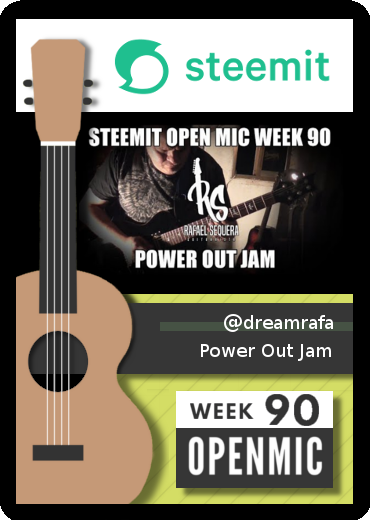 steemit
STEEMIT OPEN MIC WEEK 90
RS
RAFAEL SEQUERA
POWER OUT JAM
@dreamrafa
Power Out Jam
WEEK 90
OPENMIC